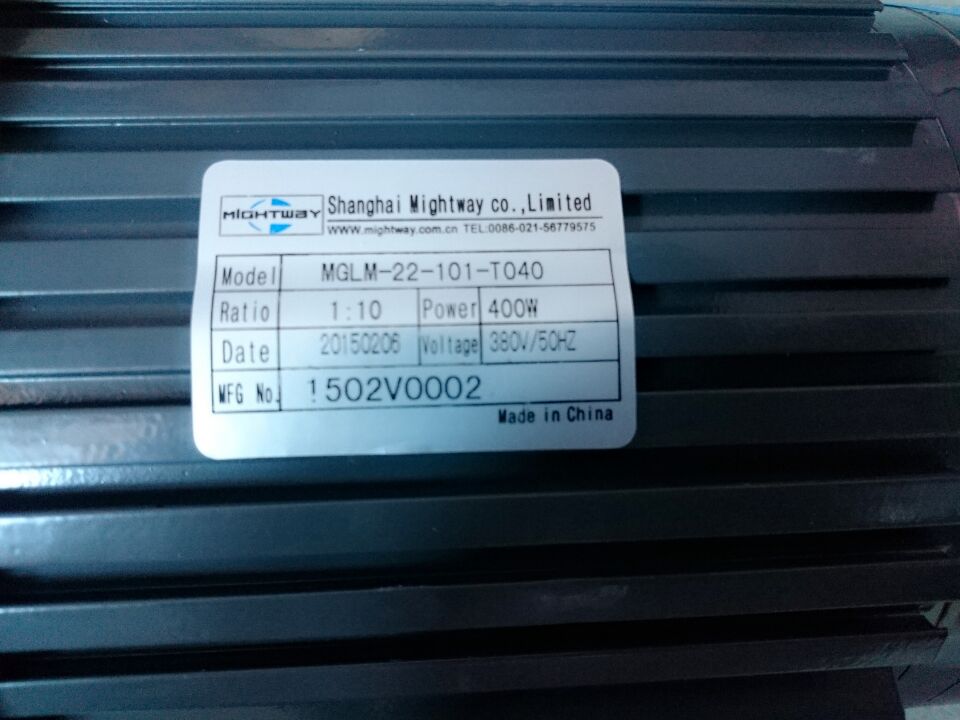 MIGHTWAY Shanghai Mightway co.,Limited
www.mightway.com.cn TEL:0086-021-56779575
Model MGLM-22-101-T040
Ratio 1:10 Power 400W
Date 20150206 Voltage 380V/50HZ
MFG No. 1502V0002
Made in China